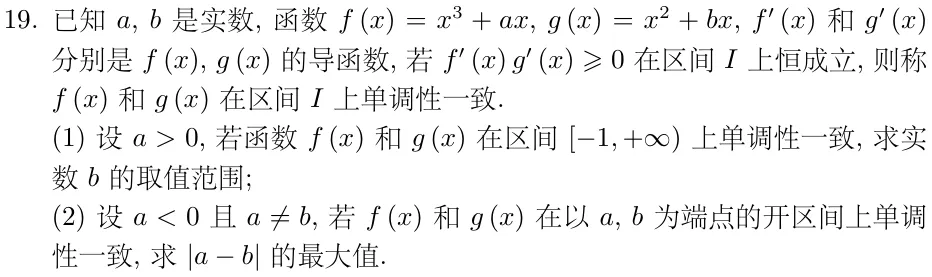 19. 已知 a, b 是实数, 函数 f (x) = x³ + ax, g (x) = x² + bx, f′ (x) 和 g′ (x)
分别是 f (x), g (x) 的导函数, 若 f′ (x) g′ (x) ⩾ 0 在区间 I 上恒成立, 则称
f (x) 和 g (x) 在区间 I 上单调性一致.
(1) 设 a > 0, 若函数 f (x) 和 g (x) 在区间 [−1, +∞) 上单调性一致, 求实
数 b 的取值范围;
(2) 设 a < 0 且 a ≠ b, 若 f (x) 和 g (x) 在以 a, b 为端点的开区间上单调
性一致, 求 |a − b| 的最大值.